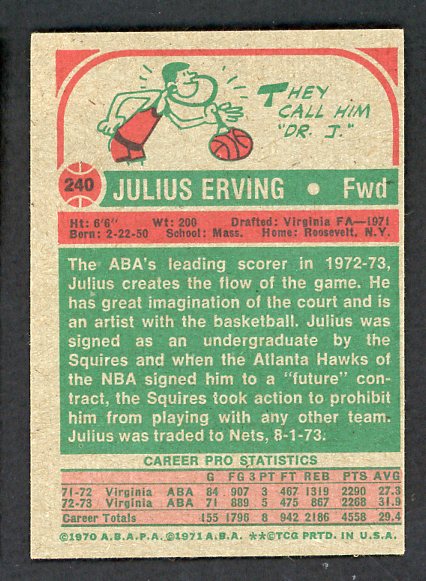 THEY
CALL HIM
"DR. J."
240
JULIUS ERVING • Fwd
Ht: 6'6" Wt: 200 Drafted: Virginia FA—1971
Born: 2-22-50 School: Mass. Home: Roosevelt, N.Y.
The ABA's leading scorer in 1972-73,
Julius creates the flow of the game. He
has great imagination of the court and is
an artist with the basketball. Julius was
signed as an undergraduate by the
Squires and when the Atlanta Hawks of
the NBA signed him to a "future" con-
tract, the Squires took action to prohibit
him from playing with any other team.
Julius was traded to Nets, 8-1-73.
CAREER PRO STATISTICS
G FG 3PT FT REB PTS AVG
71-72 Virginia ABA 84 907 3 467 1319 2290 27.3
72-73 Virginia ABA 71 889 5 475 867 2268 31.9
Career Totals 155 1796 8 942 2186 4558 29.4
©1970 A.B.A.P.A. ©1971 A.B.A. **©TCG PRTD. IN U.S.A.